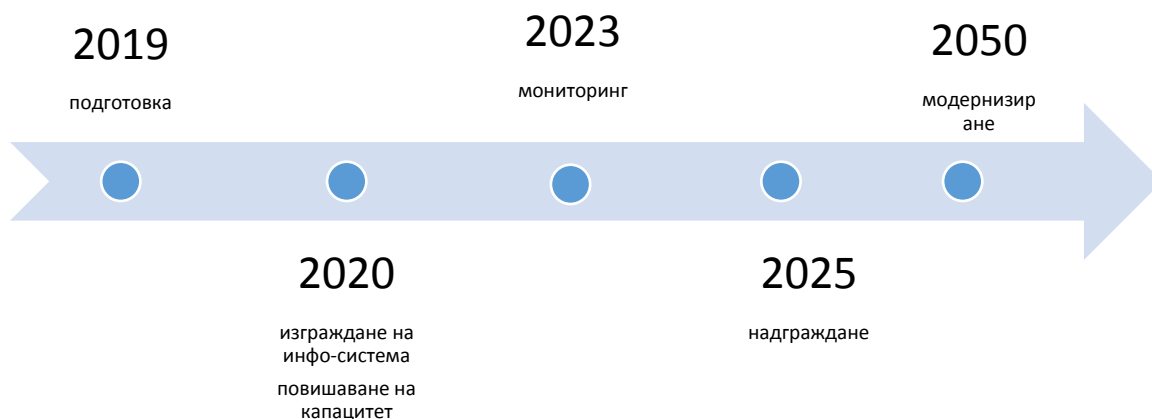 2019
подготовка
2020
изграждане на
инфо-система
повишаване на
капацитет
2023
мониторинг
2025
надграждане
2050
модернизир
ане